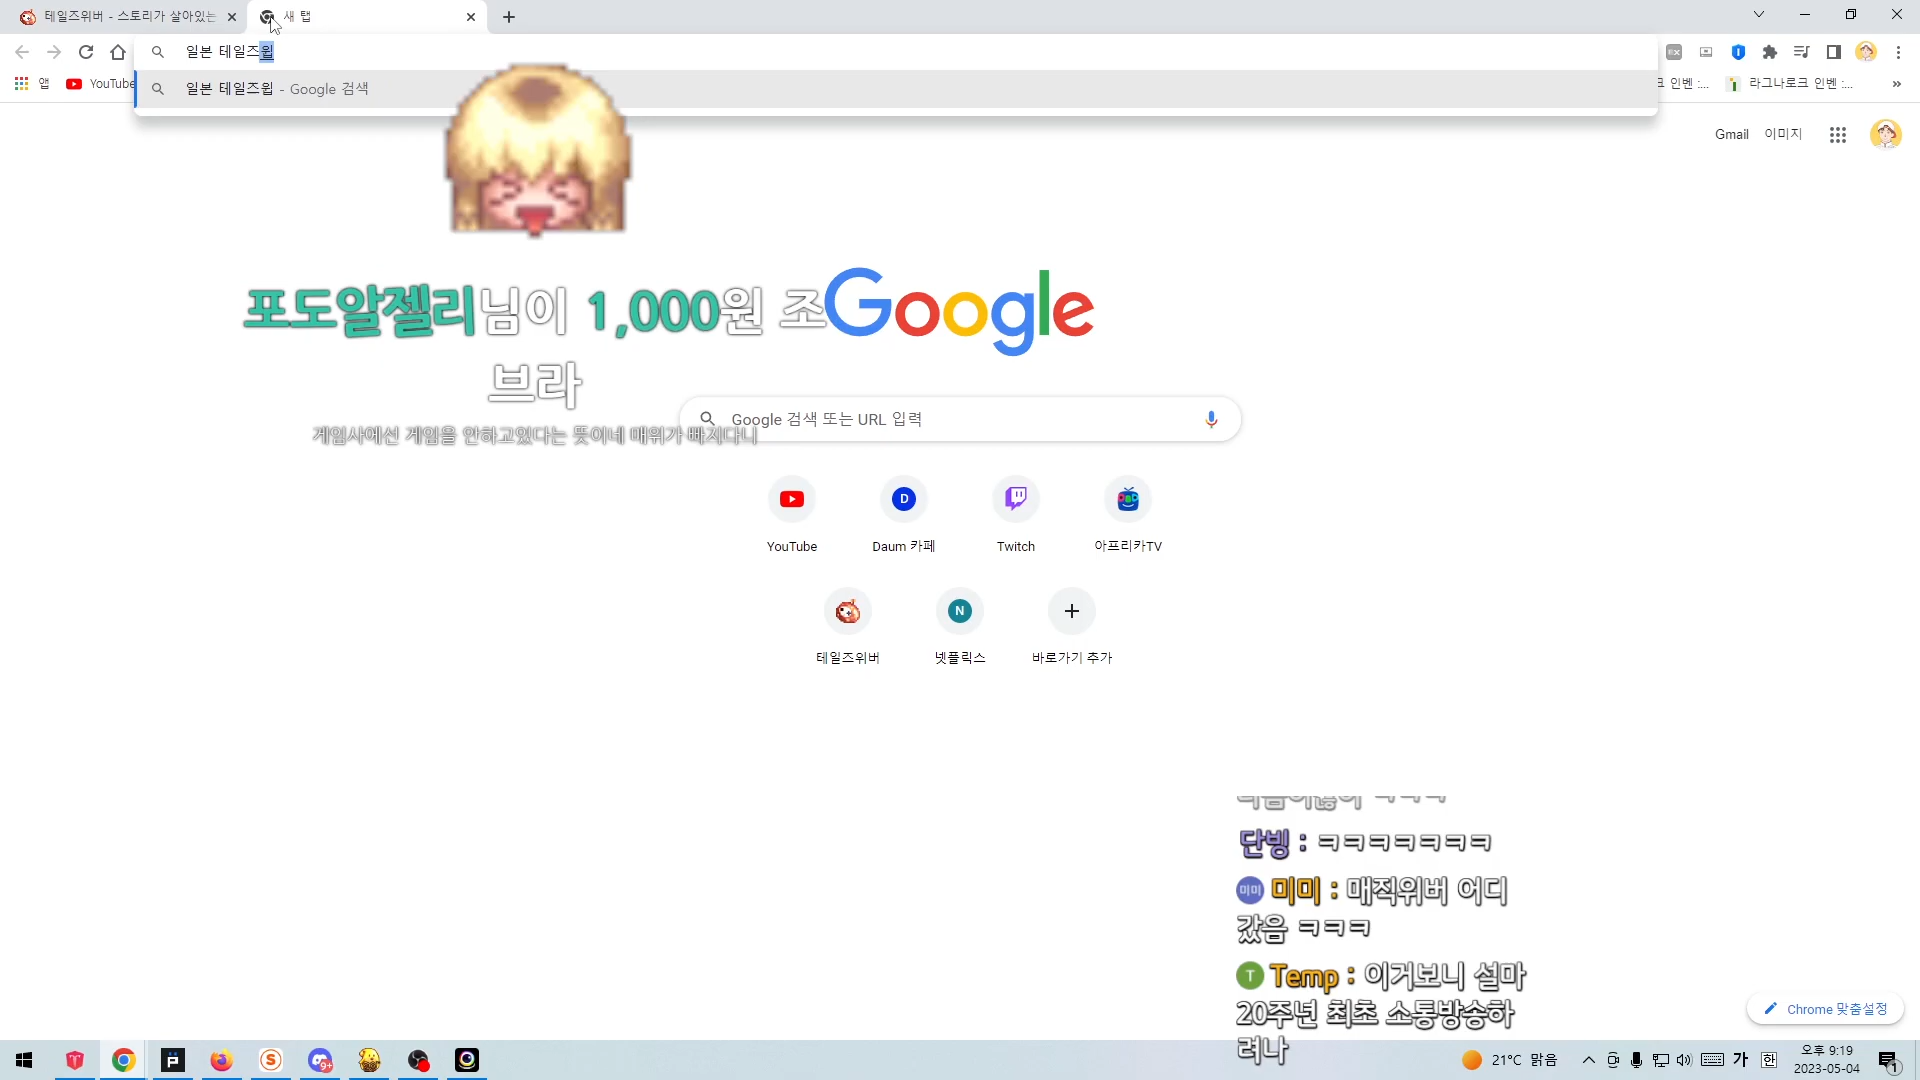 테일즈위버 - 스토리가 살아있는
새 탭
일본 테일즈윕
앱
YouTube
크 인벤 :...
라그나로크 인벤 :...
»
일본 테일즈윕 - Google 검색
Gmail
이미지
포도알젤리님이 1,000원 조
브라
게임사에선 게임을 안하고있다는 뜻이네 매위가 빠지다니
Google
Google 검색 또는 URL 입력
D
YouTube
Daum 카페
Twitch
아프리카TV
N
테일즈위버
넷플릭스
바로가기 추가
단빙 : ㅋㅋㅋㅋㅋㅋㅋ
미미 미미 : 매직위버 어디
갔음 ㅋㅋㅋ
T Temp : 이거보니 설마
20주년 최초 소통방송하
려나
Chrome 맞춤설정
9+
21°C 맑음
가
한
오후 9:19
2023-05-04
1